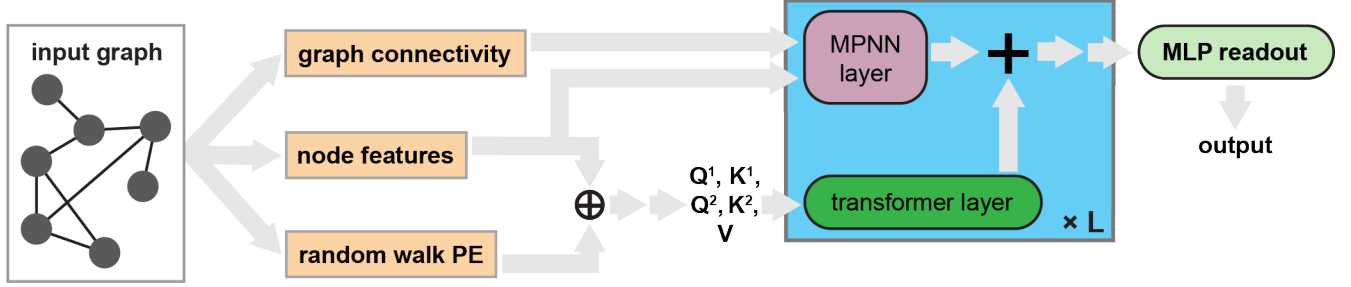 input graph
graph connectivity
node features
random walk PE
Q¹, K¹,
Q², K²,
V
MPNN
layer
transformer layer
× L
MLP readout
output